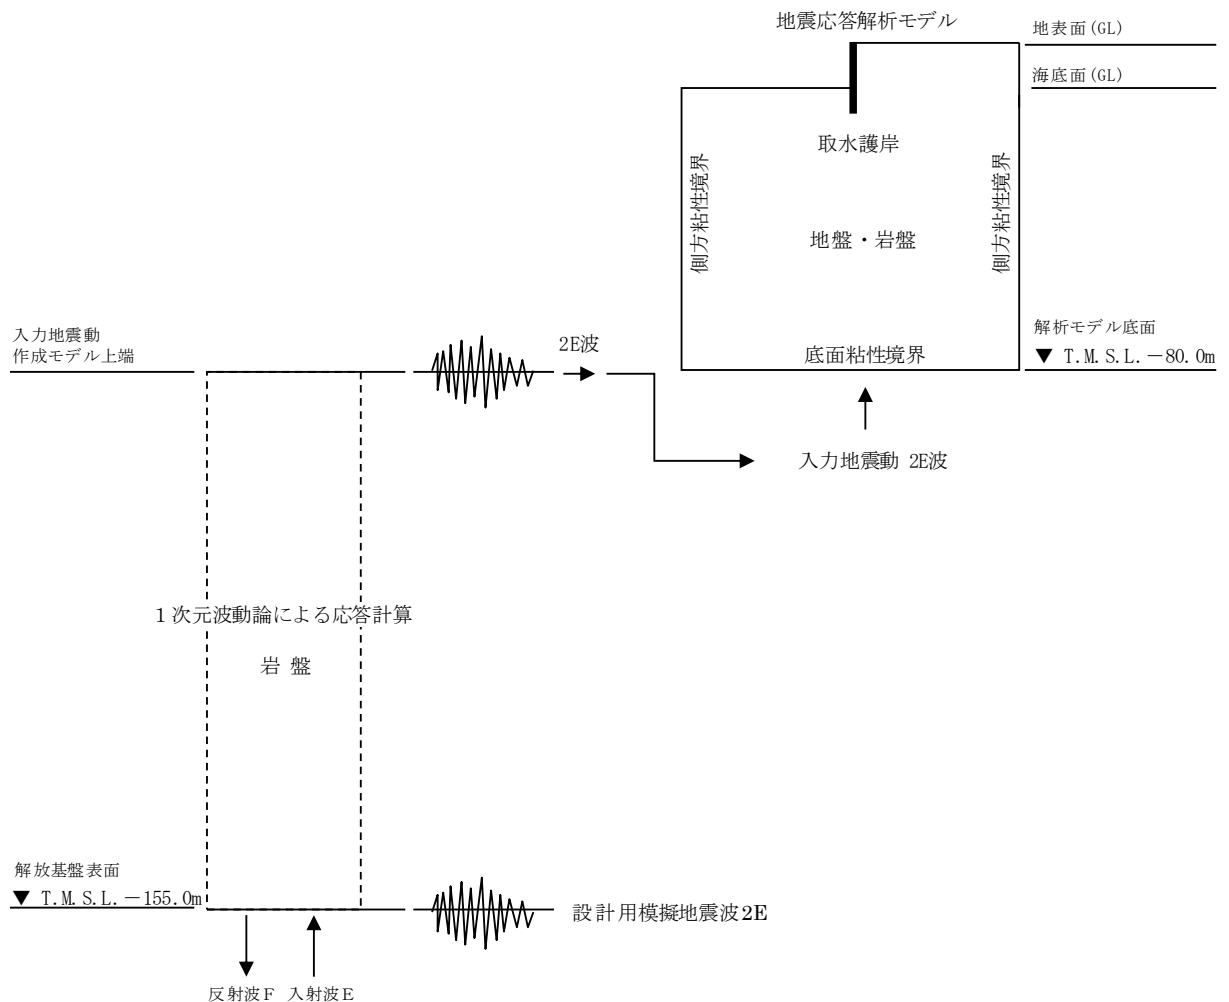 地震応答解析モデル
地表面(GL)
海底面(GL)
取水護岸
側方粘性境界
側方粘性境界
地盤・岩盤
解析モデル底面
▼ T.M.S.L.－80.0m
底面粘性境界
入力地震動
作成モデル上端
2E波
入力地震動 2E波
1次元波動論による応答計算
岩 盤
解放基盤表面
▼ T.M.S.L.－155.0m
設計用模擬地震波2E
反射波F 入射波E